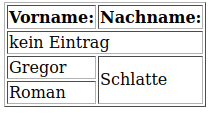 Vorname: Nachname:
kein Eintrag
Gregor
Schlatte
Roman